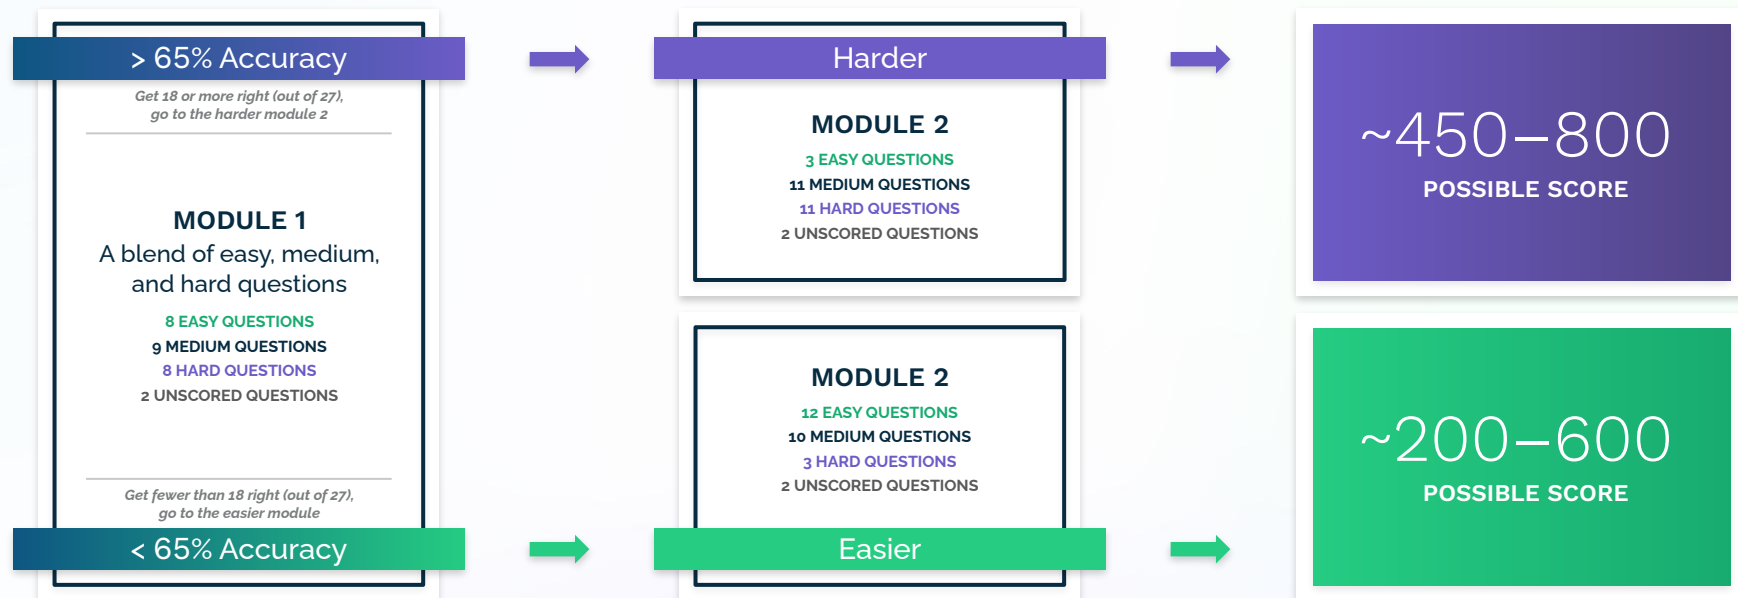 > 65% Accuracy
Get 18 or more right (out of 27),
go to the harder module 2
MODULE 1
A blend of easy, medium,
and hard questions
8 EASY QUESTIONS
9 MEDIUM QUESTIONS
8 HARD QUESTIONS
2 UNSCORED QUESTIONS
Get fewer than 18 right (out of 27),
go to the easier module
< 65% Accuracy
Harder
MODULE 2
3 EASY QUESTIONS
11 MEDIUM QUESTIONS
11 HARD QUESTIONS
2 UNSCORED QUESTIONS
MODULE 2
12 EASY QUESTIONS
10 MEDIUM QUESTIONS
3 HARD QUESTIONS
2 UNSCORED QUESTIONS
Easier
~450–800
POSSIBLE SCORE
~200–600
POSSIBLE SCORE